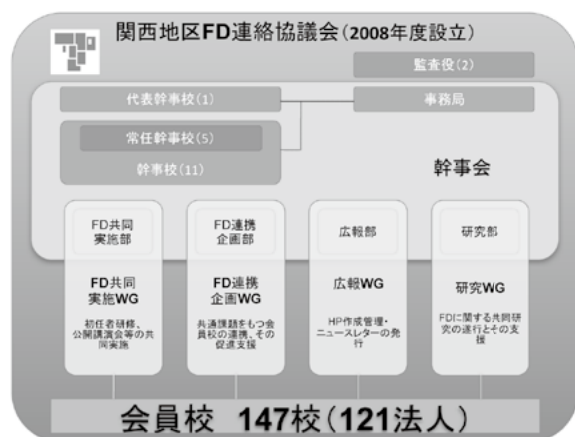 関西地区FD連絡協議会(2008年度設立)
監査役(2)
代表幹事校(1)
事務局
常任幹事校(5)
幹事校(11)
幹事会
FD共同
実施部
FD連携
企画部
広報部
研究部
FD共同
実施WG
初任者研修、
公開講演会等の共
同実施
FD連携
企画WG
共通課題をもつ会
員校の連携、その
促進支援
広報WG
HP作成管理・
ニュースレターの発
行
研究WG
FDに関する共同研
究の遂行とその支
援
会員校 147校(121法人)